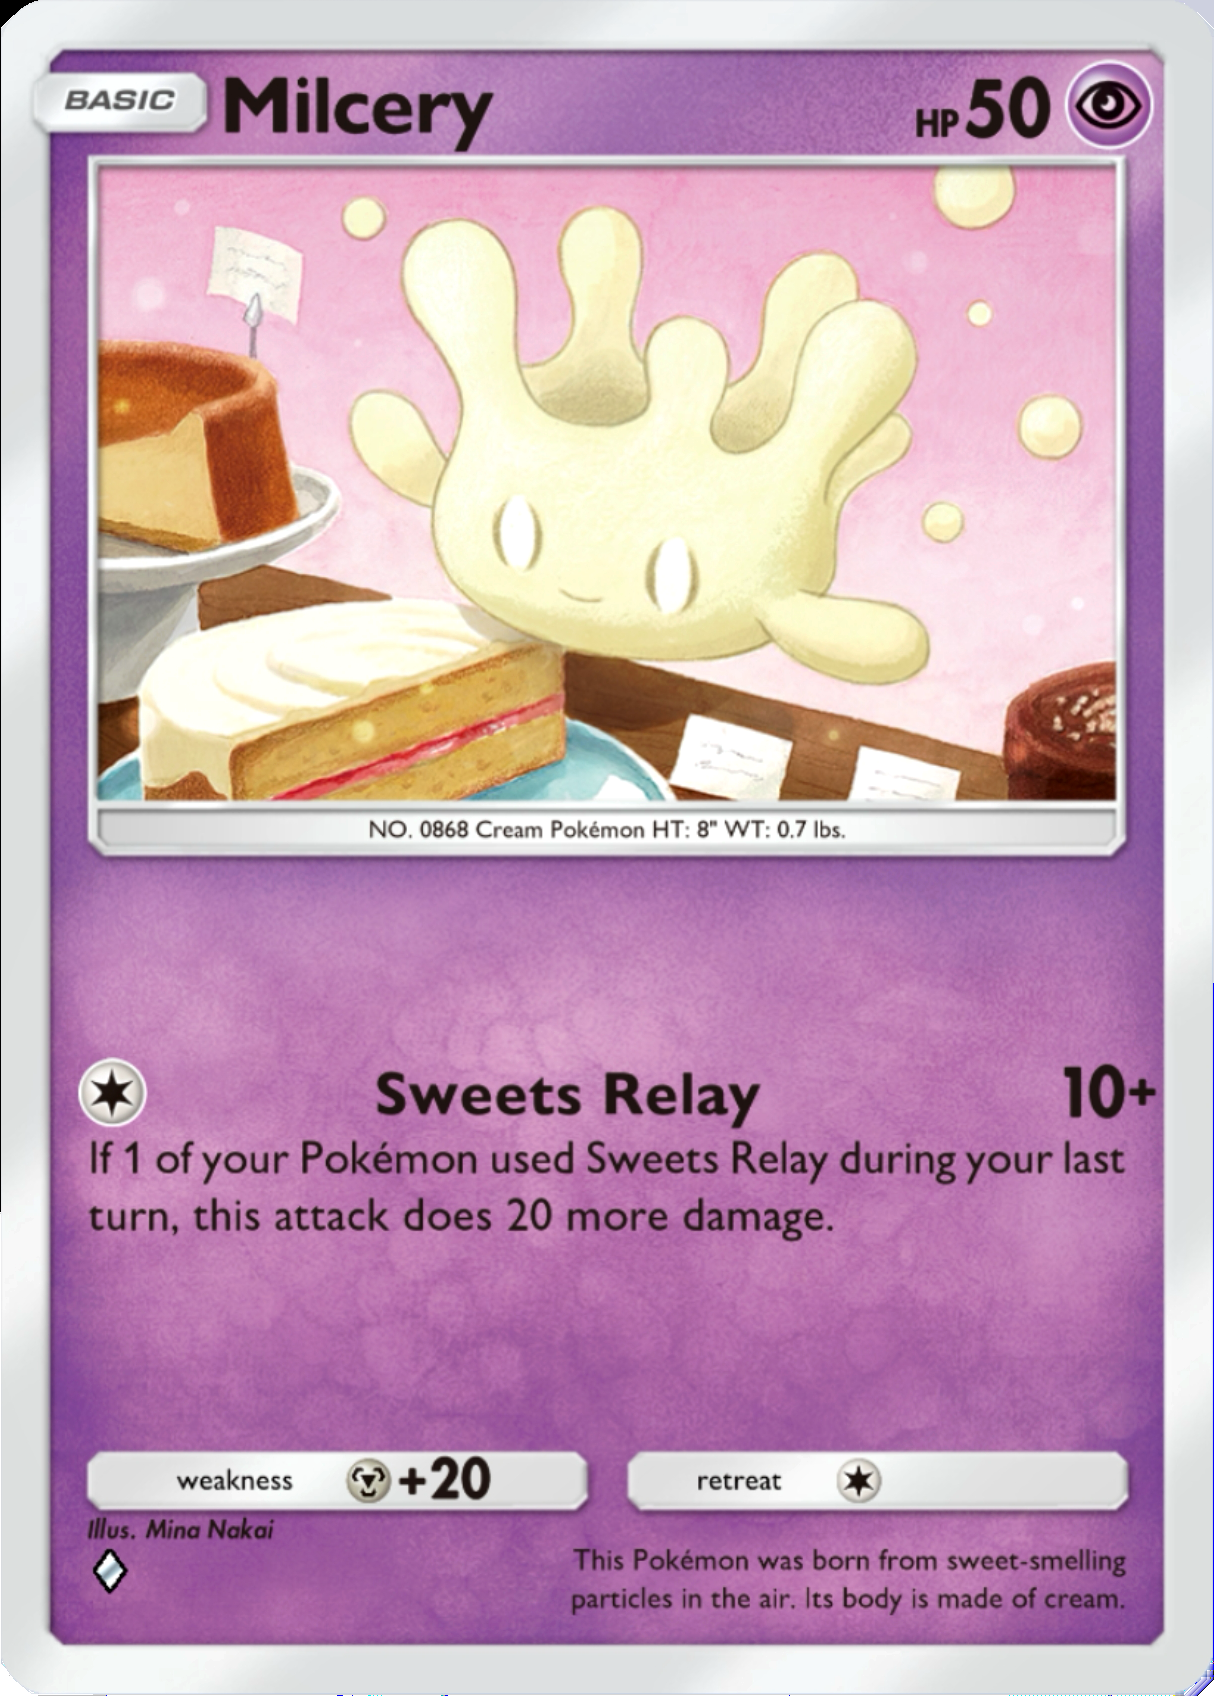 BASIC Milcery HP 50
NO. 0868 Cream Pokémon HT: 8" WT: 0.7 lbs.
Sweets Relay 10+
If 1 of your Pokémon used Sweets Relay during your last
turn, this attack does 20 more damage.
weakness +20 retreat
Illus. Mina Nakai
This Pokémon was born from sweet-smelling
particles in the air. Its body is made of cream.